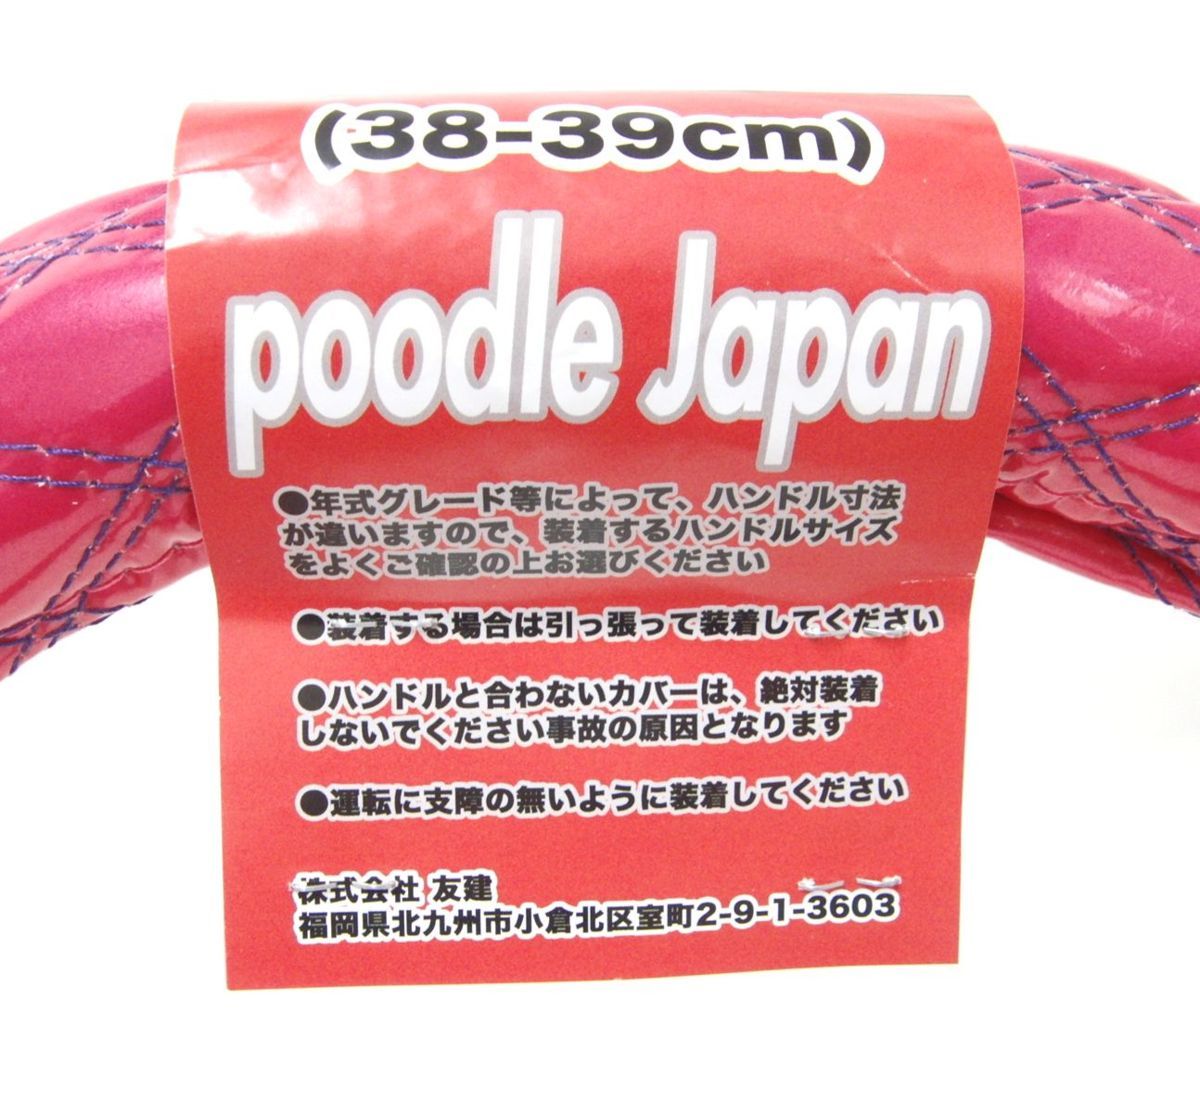 (38-39cm)
poodle Japan
●年式グレード等によって、ハンドル寸法
が違いますので、装着するハンドルサイズ
をよくご確認の上お選びください
●装着する場合は引っ張って装着してください
●ハンドルと合わないカバーは、絶対装着
しないでください事故の原因となります
●運転に支障の無いように装着してください
株式会社 友建
福岡県北九州市小倉北区室町2-9-1-3603